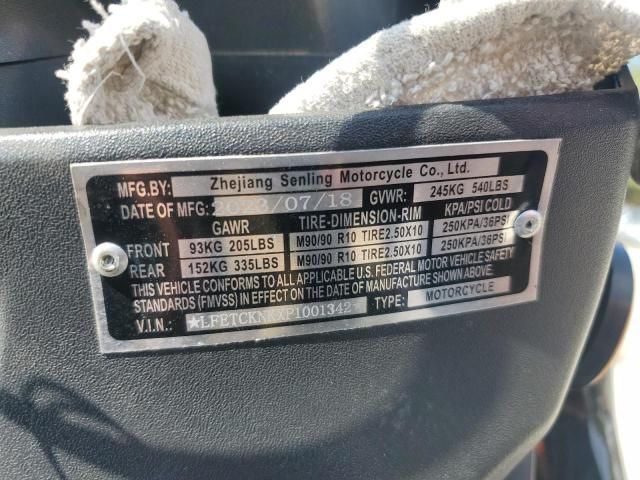 MFG.BY: Zhejiang Senling Motorcycle Co., Ltd.
DATE OF MFG: 2023/07/18 GVWR: 245KG 540LBS
GAWR TIRE-DIMENSION-RIM KPA/PSI COLD
FRONT 93KG 205LBS M90/90 R10 TIRE2.50X10 250KPA/36PSI
REAR 152KG 335LBS M90/90 R10 TIRE2.50X10 250KPA/36PSI
THIS VEHICLE CONFORMS TO ALL APPLICABLE U.S. FEDERAL MOTOR VEHICLE SAFETY
STANDARDS (FMVSS) IN EFFECT ON THE DATE OF MANUFACTURE SHOWN ABOVE.
V.I.N.: TYPE: MOTORCYCLE